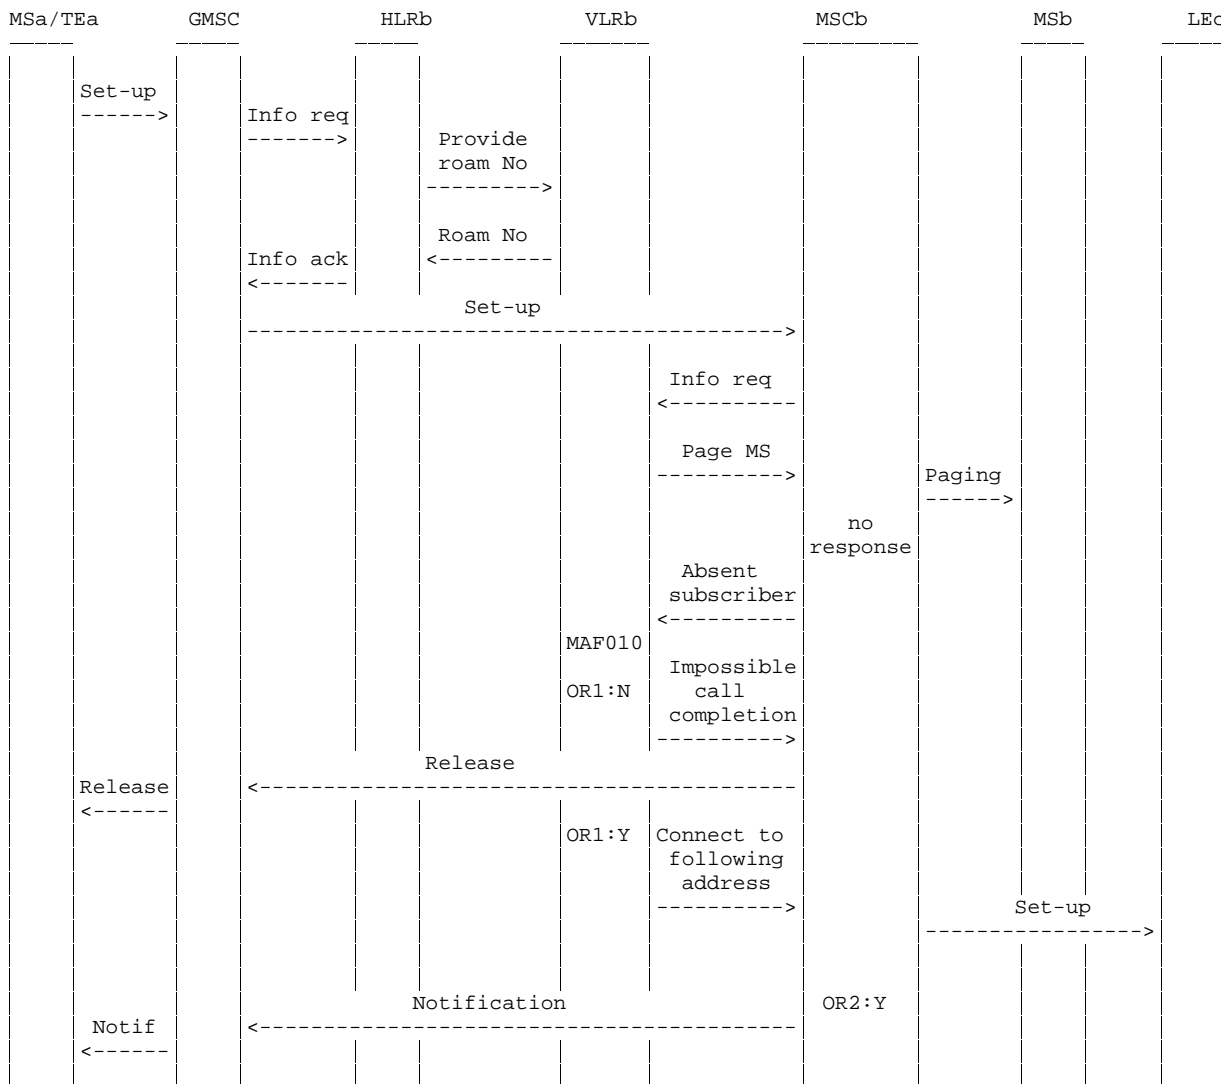 MSa/TEa GMSC HLRb VLRb MSCb MSb LEc
Set-up
------> Info req
-------> Provide
roam No
--------->
Roam No
Info ack <---------
<-------
Set-up
------------------------------------------>
Info req
<----------
Page MS
----------> Paging
------>
no
response
Absent
subscriber
<----------
MAF010
Impossible
OR1:N call
completion
---------->
Release
Release <------------------------------------------
<------
OR1:Y Connect to
following
address
----------> Set-up
----------------->
Notification OR2:Y
Notif <------------------------------------------
<------